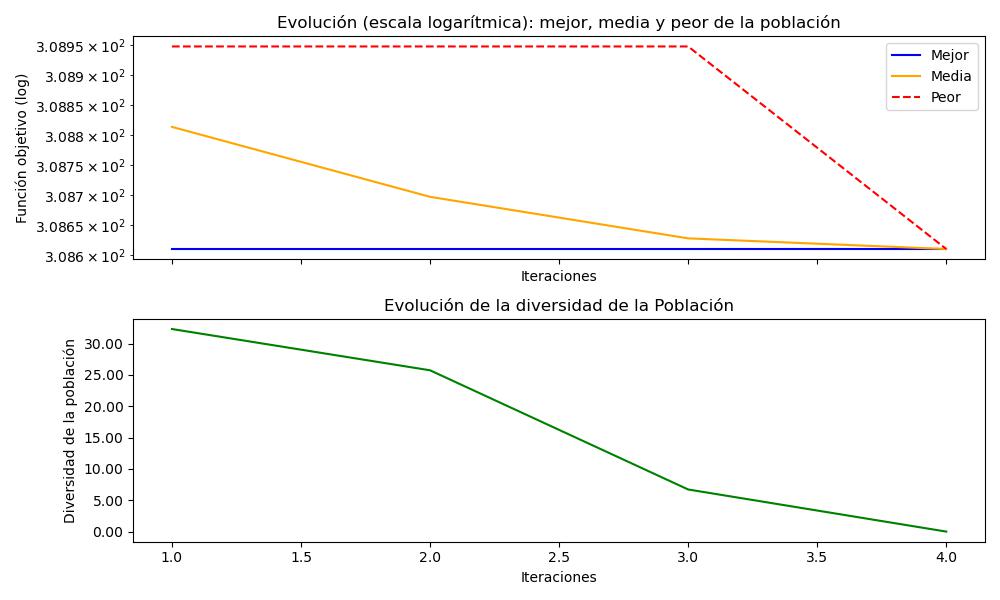 Evolución (escala logarítmica): mejor, media y peor de la población
Función objetivo (log)
3.0895 × 10²
3.089 × 10²
3.0885 × 10²
3.088 × 10²
3.0875 × 10²
3.087 × 10²
3.0865 × 10²
3.086 × 10²
Mejor
Media
Peor
Iteraciones
Evolución de la diversidad de la Población
Diversidad de la población
30.00
25.00
20.00
15.00
10.00
5.00
0.00
1.0 1.5 2.0 2.5 3.0 3.5 4.0
Iteraciones